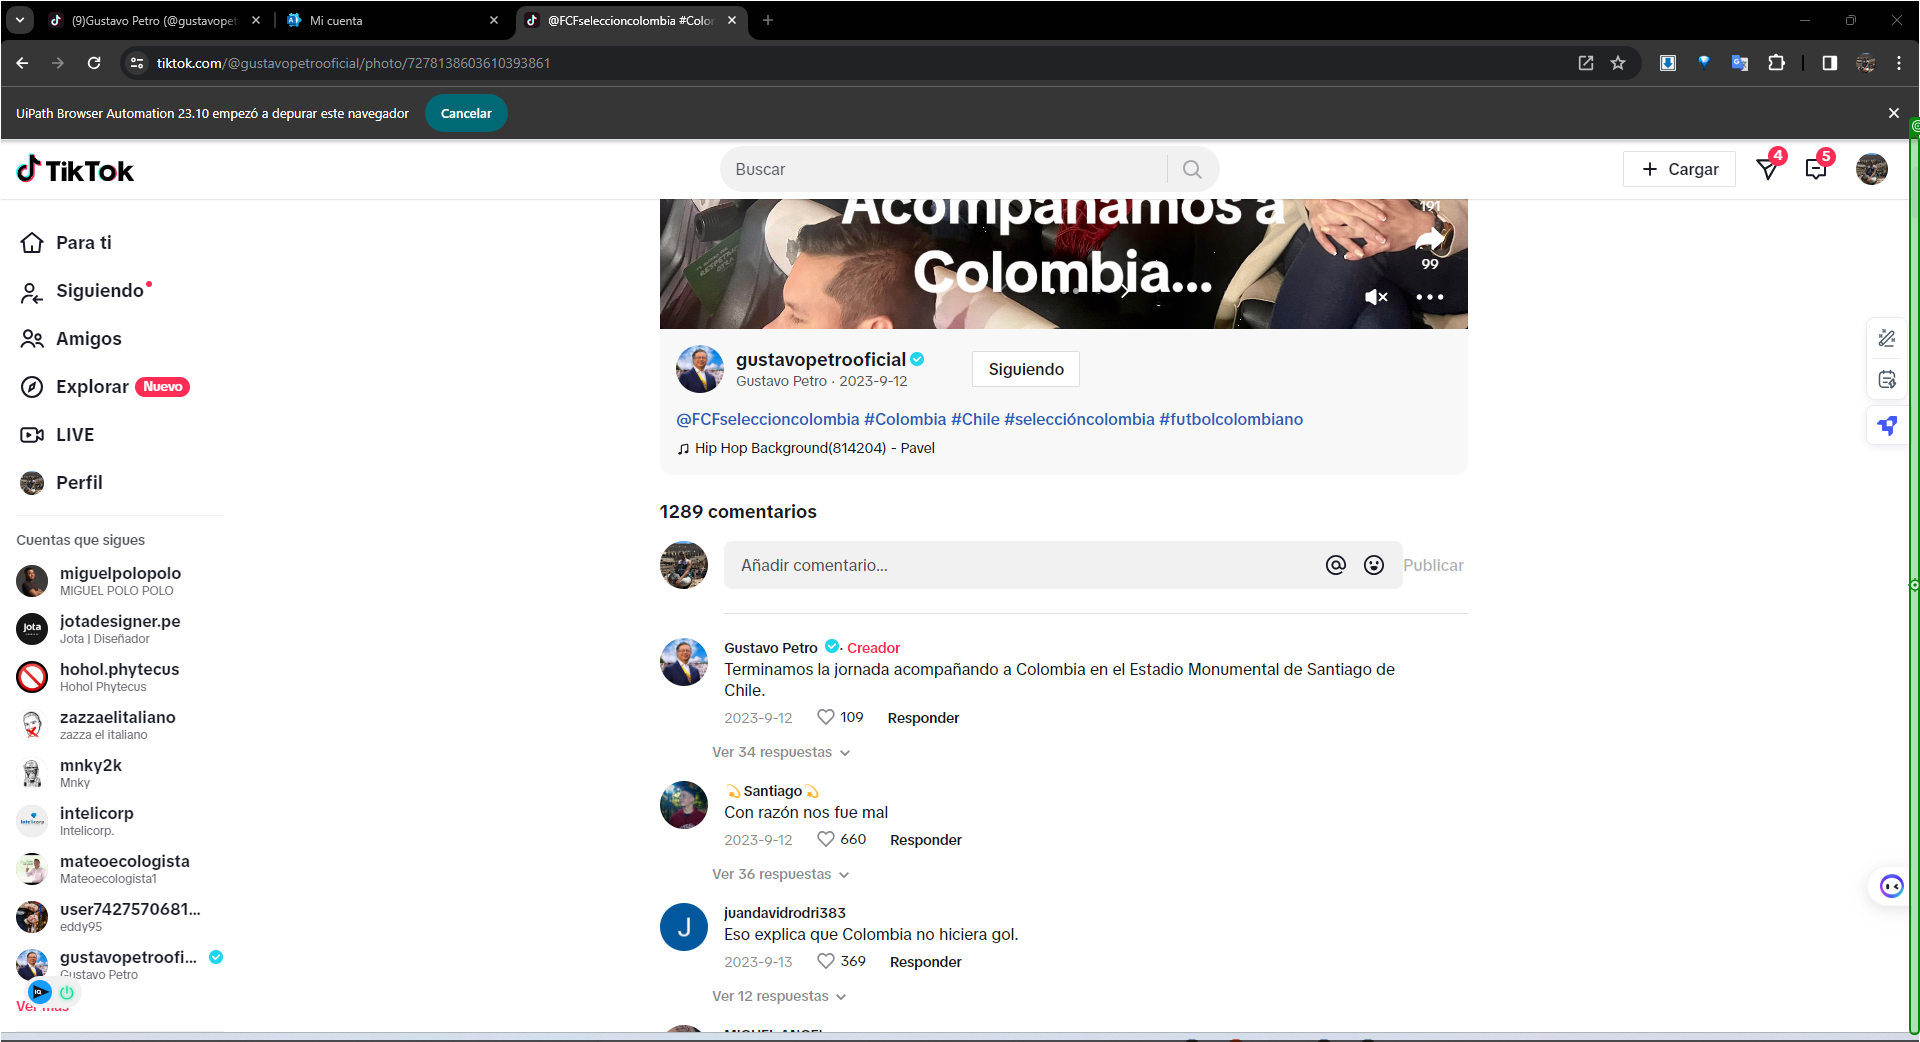 (9)Gustavo Petro (@gustavopet
Mi cuenta
@FCFseleccioncolombia #Color
tiktok.com/@gustavopetrooficial/photo/7278138603610393861
UiPath Browser Automation 23.10 empezó a depurar este navegador
Cancelar
TikTok
Buscar
Cargar
4
5
Para ti
Siguiendo
Amigos
Explorar
Nuevo
LIVE
Perfil
Cuentas que sigues
miguelpolopolo
MIGUEL POLO POLO
jota
jotadesigner.pe
Jota | Diseñador
hohol.phytecus
Hohol Phytecus
zazzaelitaliano
zazza el italiano
mnky2k
Mnky
intelicorp
Intelicorp.
mateoecologista
Mateoecologista1
user7427570681...
eddy95
gustavopetroofi...
Gustavo Petro
Ver más
Acompañamos a
Colombia...
191
99
gustavopetrooficial
Gustavo Petro · 2023-9-12
Siguiendo
@FCFseleccioncolombia #Colombia #Chile #seleccióncolombia #futbolcolombiano
Hip Hop Background(814204) - Pavel
1289 comentarios
Añadir comentario...
Publicar
Gustavo Petro · Creador
Terminamos la jornada acompañando a Colombia en el Estadio Monumental de Santiago de
Chile.
2023-9-12 109 Responder
Ver 34 respuestas
💫Santiago💫
Con razón nos fue mal
2023-9-12 660 Responder
Ver 36 respuestas
J
juandavidrodri383
Eso explica que Colombia no hiciera gol.
2023-9-13 369 Responder
Ver 12 respuestas
MIGUEL ANGEL